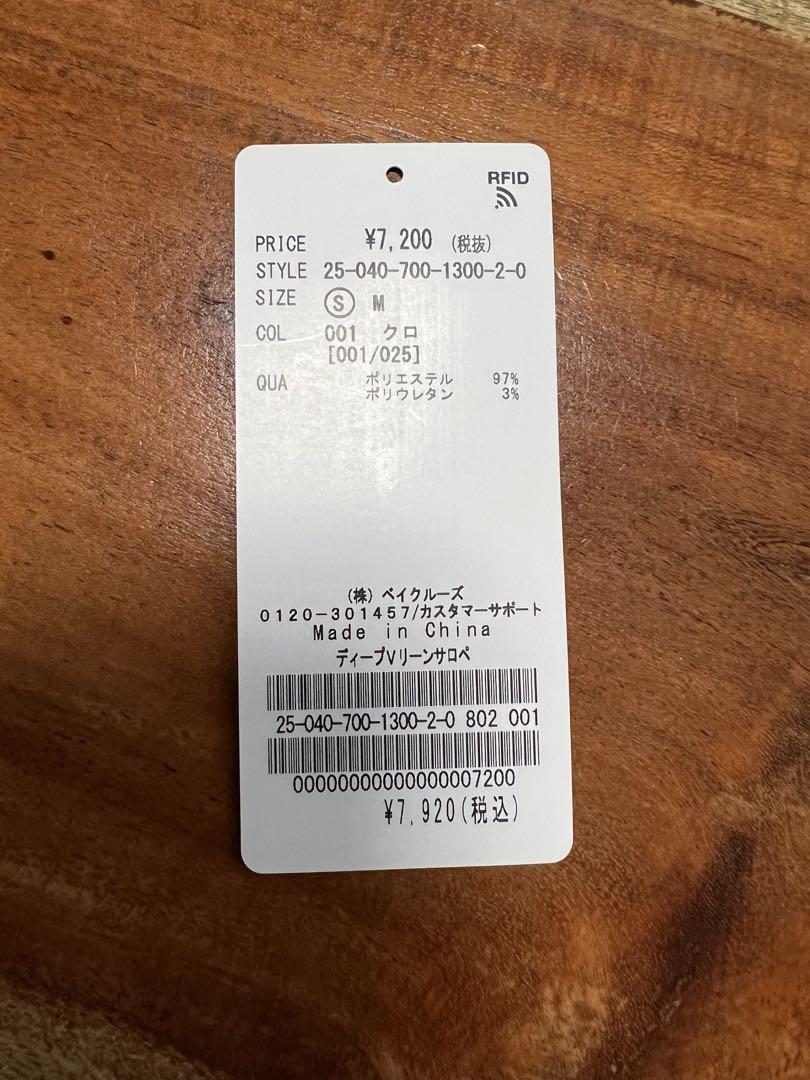 RFID
PRICE ¥7,200 (税抜)
STYLE 25-040-700-1300-2-0
SIZE Ⓢ M
COL 001 クロ
[001/025]
QUA ポリエステル 97%
ポリウレタン 3%
(株) ベイクルーズ
0120-301457/カスタマーサポート
Made in China
ディープVリーンサロペ
25-040-700-1300-2-0 802 001
00000000000000007200
¥7,920(税込)